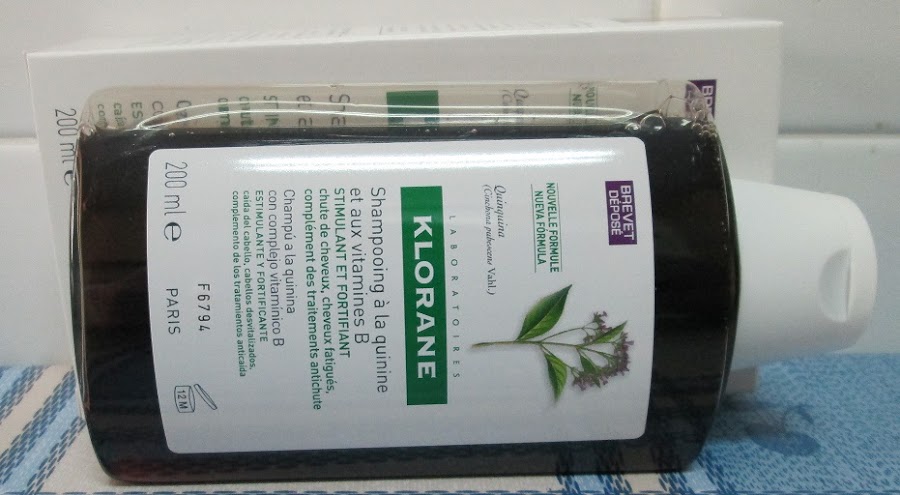 BREVET
DÉPOSÉ
NOUVELLE FORMULE
NUEVA FORMULA
Quinquina
(Cinchona pubescens Vahl.)
LABORATOIRES
KLORANE
Shampooing à la quinine
et aux vitamines B
STIMULANT ET FORTIFIANT
chute de cheveux, cheveux fatigués,
complément des traitements antichute
Champú a la quinina
con complejo vitamínico B
ESTIMULANTE Y FORTIFICANTE
caída del cabello, cabellos desvitalizados,
complemento de los tratamientos anticaída
200 ml e
F6794
PARIS
12 M
200 ml e